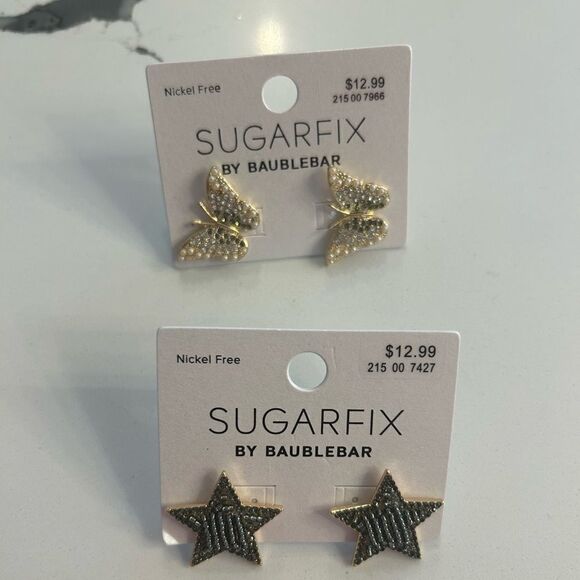 Nickel Free
$12.99
215 00 7966
SUGARFIX
BY BAUBLEBAR
Nickel Free
$12.99
215 00 7427
SUGARFIX
BY BAUBLEBAR